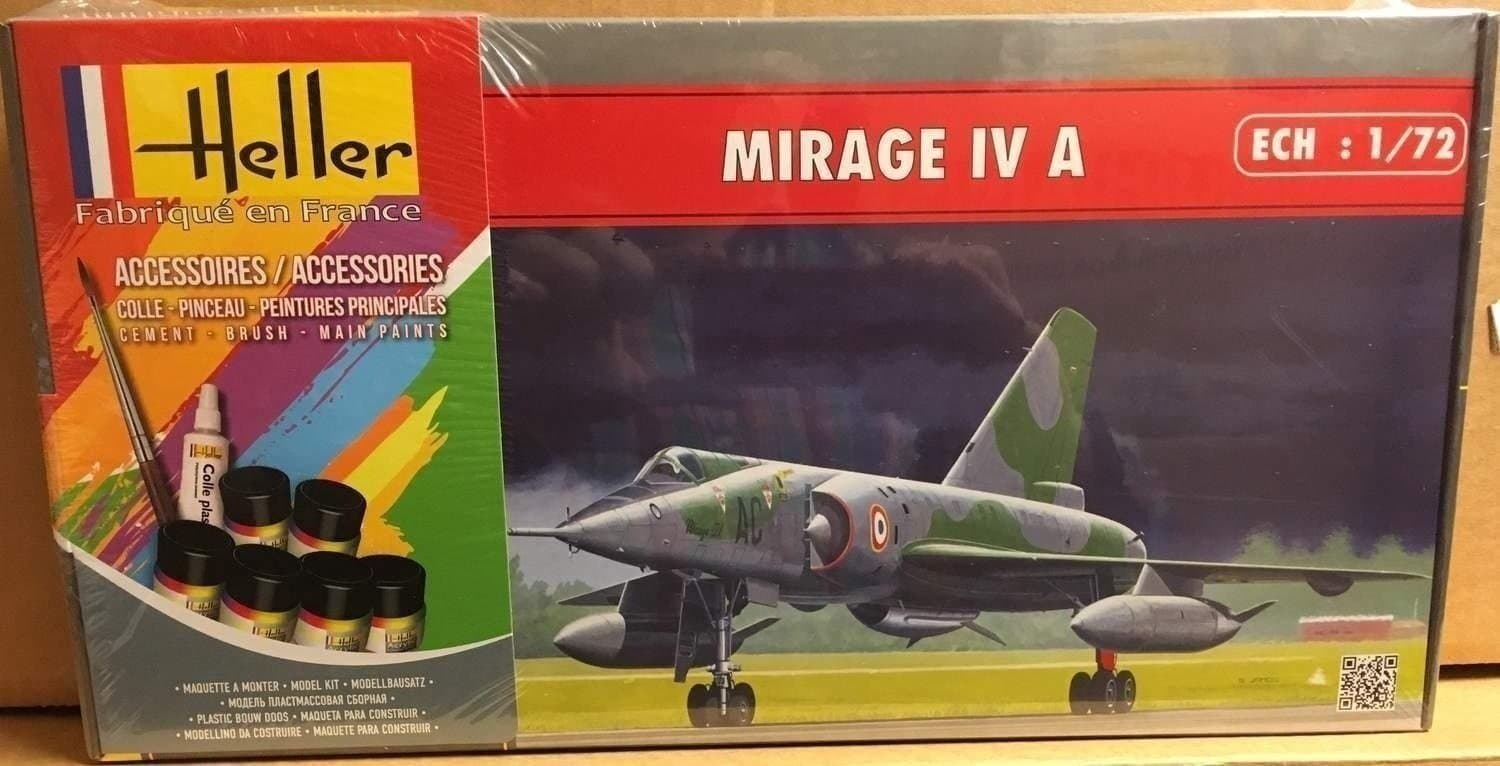 Heller
Fabriqué en France
ACCESSOIRES / ACCESSORIES
COLLE - PINCEAU - PEINTURES PRINCIPALES
CEMENT - BRUSH - MAIN PAINTS
Colle plas
• MAQUETTE A MONTER • MODEL KIT • MODELLBAUSATZ •
• МОДЕЛЬ ПЛАСТМАССОВАЯ СБОРНАЯ •
• PLASTIC BOUW DOOS • MAQUETA PARA CONSTRUIR •
• MODELLINO DA COSTRUIRE • MAQUETE PARA CONSTRUIR •
MIRAGE IV A
ECH : 1/72
AC